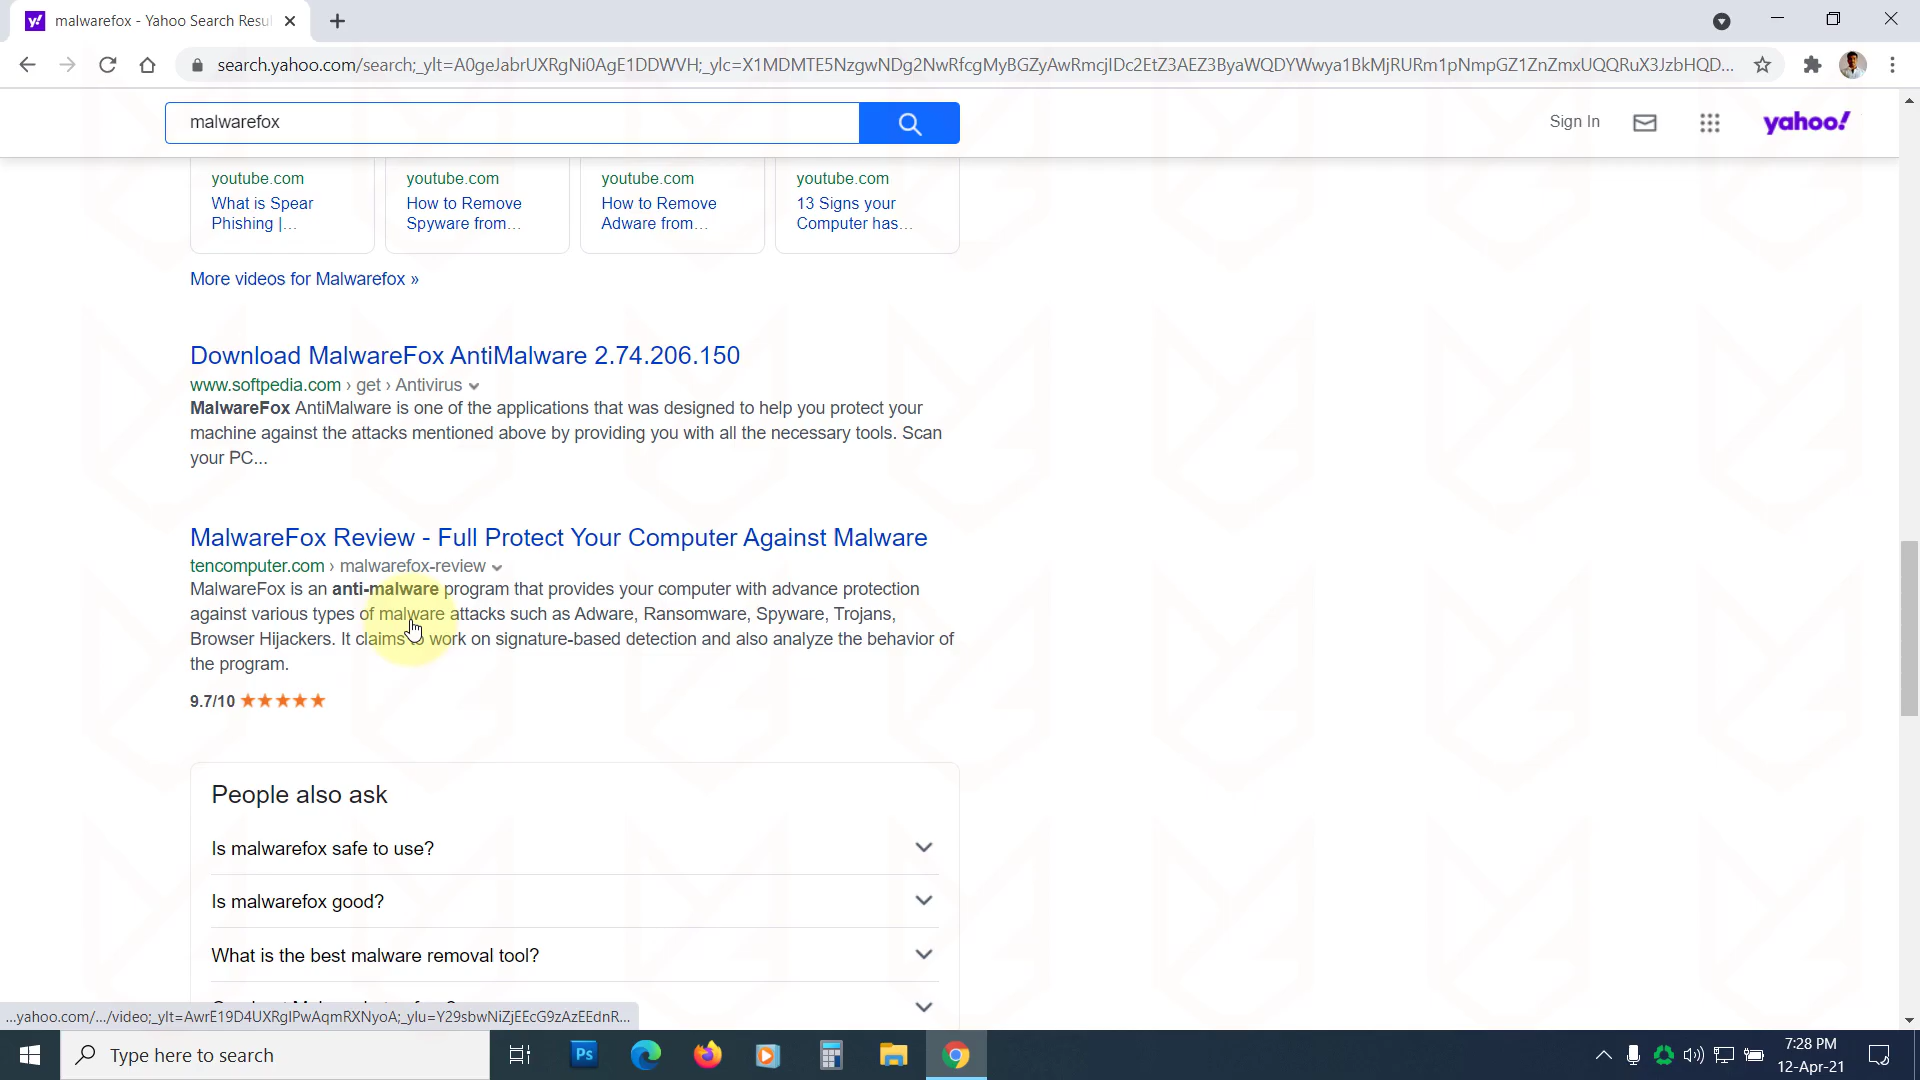 malwarefox - Yahoo Search Resul
search.yahoo.com/search;_ylt=A0geJabrUXRgNi0AgE1DDWVH;_ylc=X1MDMTE5NzgwNDg2NwRfcgMyBGZyAwRmcjIDc2EtZ3AEZ3ByaWQDYWwya1BkMjRURm1pNmpGZ1ZnZmxUQQRuX3JzbHQD...
malwarefox
Sign In
yahoo!
youtube.com
What is Spear
Phishing |...
youtube.com
How to Remove
Spyware from...
youtube.com
How to Remove
Adware from...
youtube.com
13 Signs your
Computer has...
More videos for Malwarefox »
Download MalwareFox AntiMalware 2.74.206.150
www.softpedia.com › get › Antivirus
MalwareFox AntiMalware is one of the applications that was designed to help you protect your
machine against the attacks mentioned above by providing you with all the necessary tools. Scan
your PC...
MalwareFox Review - Full Protect Your Computer Against Malware
tencomputer.com › malwarefox-review
MalwareFox is an anti-malware program that provides your computer with advance protection
against various types of malware attacks such as Adware, Ransomware, Spyware, Trojans,
Browser Hijackers. It claims to work on signature-based detection and also analyze the behavior of
the program.
9.7/10
People also ask
Is malwarefox safe to use?
Is malwarefox good?
What is the best malware removal tool?
...yahoo.com/.../video;_ylt=AwrE19D4UXRgIPwAqmRXNyoA;_ylu=Y29sbwNiZjEEcG9zAzEEdnR...
Type here to search
Ps
7:28 PM
12-Apr-21